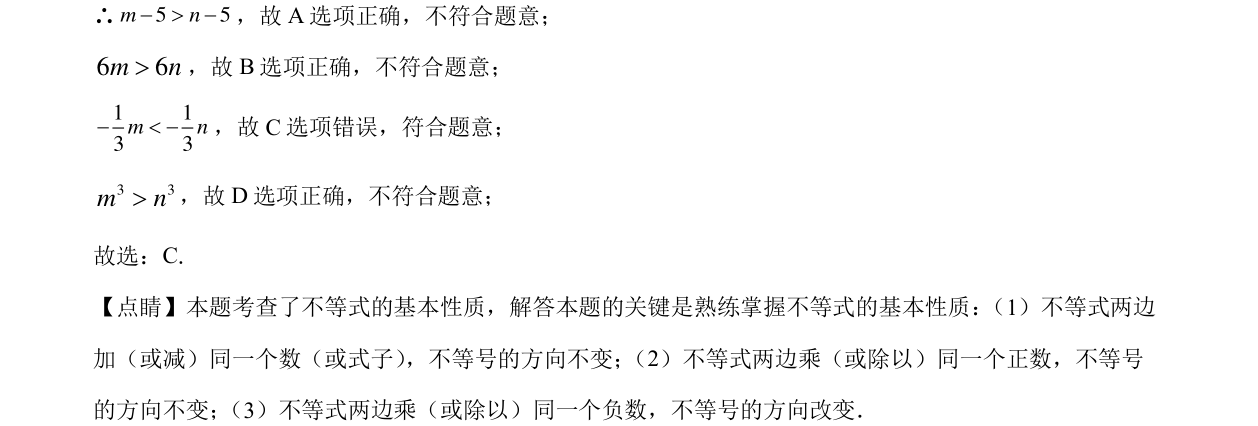 ∴ m−5>n−5，故 A 选项正确，不符合题意；
6m > 6n，故 B 选项正确，不符合题意；
−1/3 m < −1/3 n，故 C 选项错误，符合题意；
m³ > n³，故 D 选项正确，不符合题意；
故选：C.
【点睛】本题考查了不等式的基本性质，解答本题的关键是熟练掌握不等式的基本性质：（1）不等式两边
加（或减）同一个数（或式子），不等号的方向不变；（2）不等式两边乘（或除以）同一个正数，不等号
的方向不变；（3）不等式两边乘（或除以）同一个负数，不等号的方向改变．